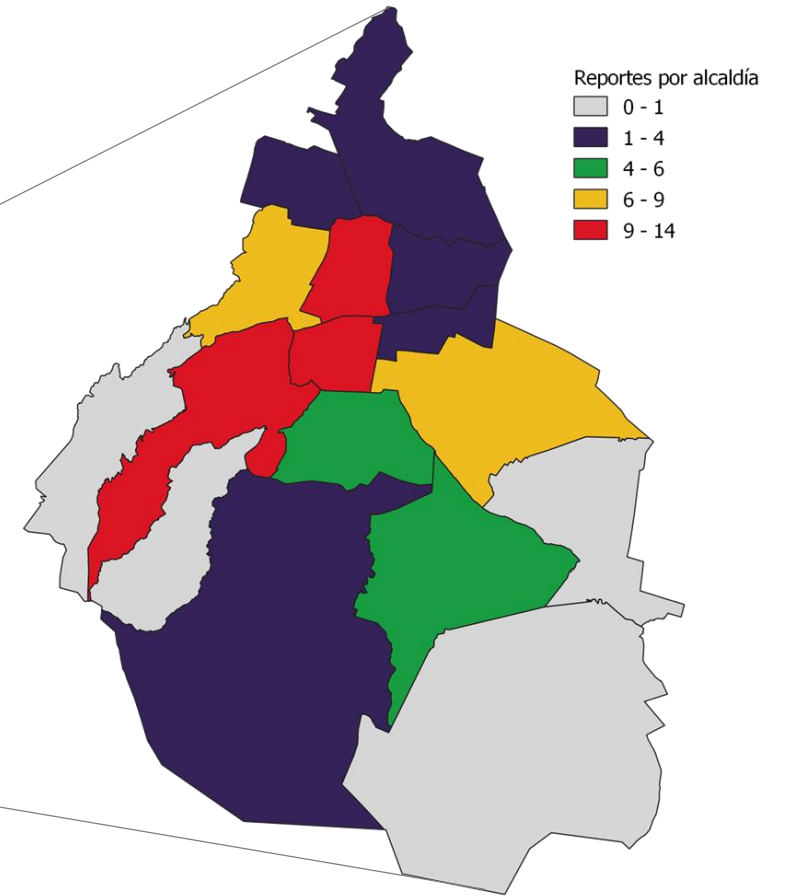 Reportes por alcaldía
0 - 1
1 - 4
4 - 6
6 - 9
9 - 14